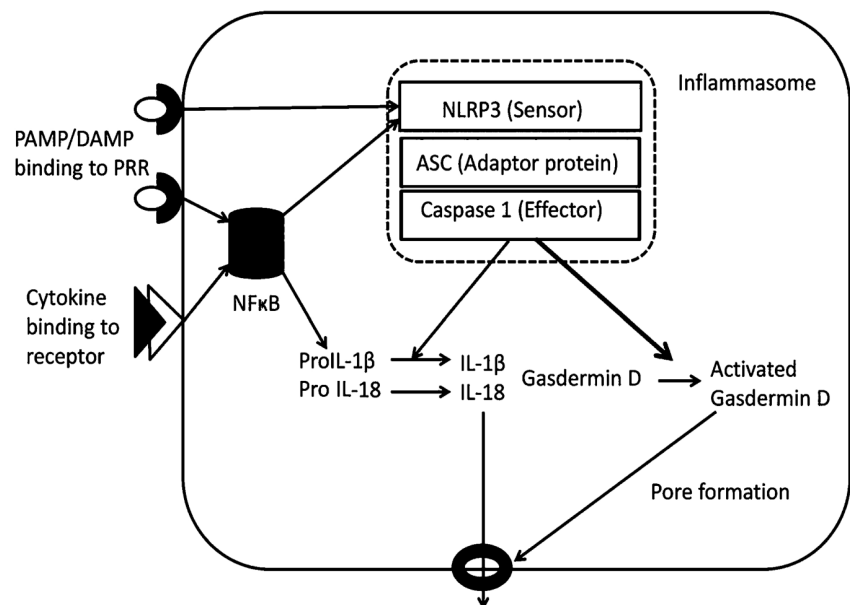 Inflammasome
NLRP3 (Sensor)
ASC (Adaptor protein)
Caspase 1 (Effector)
PAMP/DAMP
binding to PRR
NFκB
Cytokine
binding to
receptor
ProIL-1β
IL-1β
Pro IL-18
IL-18
Gasdermin D
Activated
Gasdermin D
Pore formation